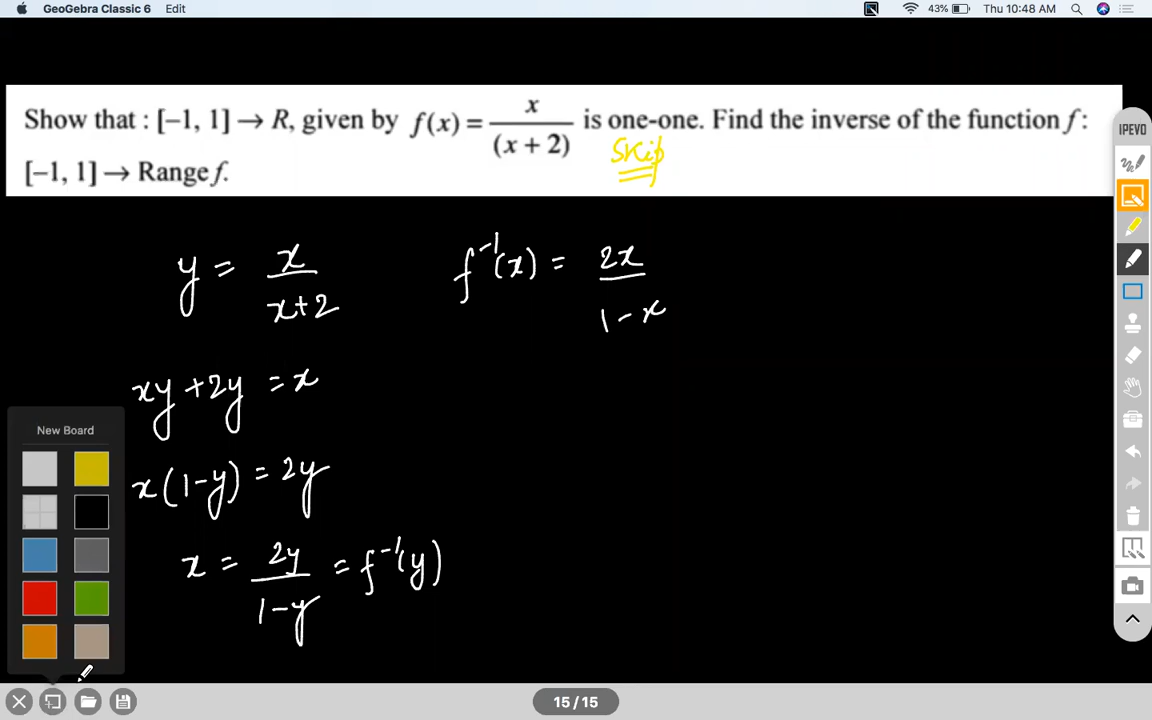 GeoGebra Classic 6 Edit 43% Thu 10:48 AM
Show that : [−1, 1] → R, given by f(x) = x/(x + 2) is one-one. Find the inverse of the function f :
Skip
[−1, 1] → Range f.
IPEVO
y = x/(x+2)
f⁻¹(x) = 2x/(1−x)
xy + 2y = x
New Board
x(1−y) = 2y
x = 2y/(1−y) = f⁻¹(y)
15 / 15